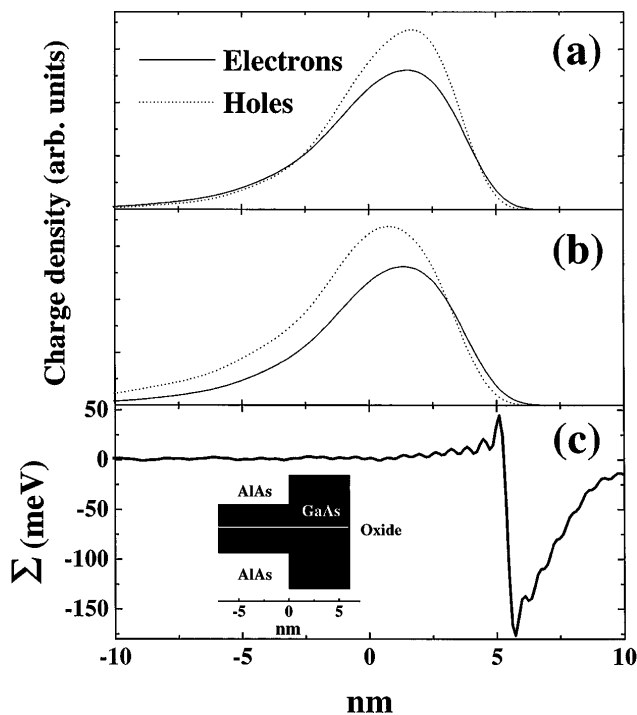 (a)
Electrons
Holes
Charge density (arb. units)
(b)
(c)
50
0
-50
-100
-150
Σ (meV)
AlAs
GaAs
Oxide
AlAs
-5 0 5
nm
-10 -5 0 5 10
nm